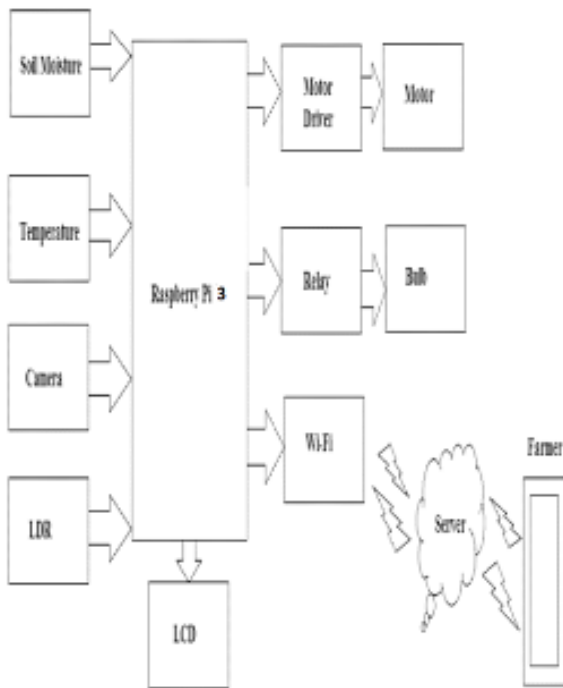 Soil Moisture
Temperature
Camera
LDR
Raspberry Pi 3
LCD
Motor
Driver
Motor
Relay
Bulb
Wi-Fi
Server
Farmer